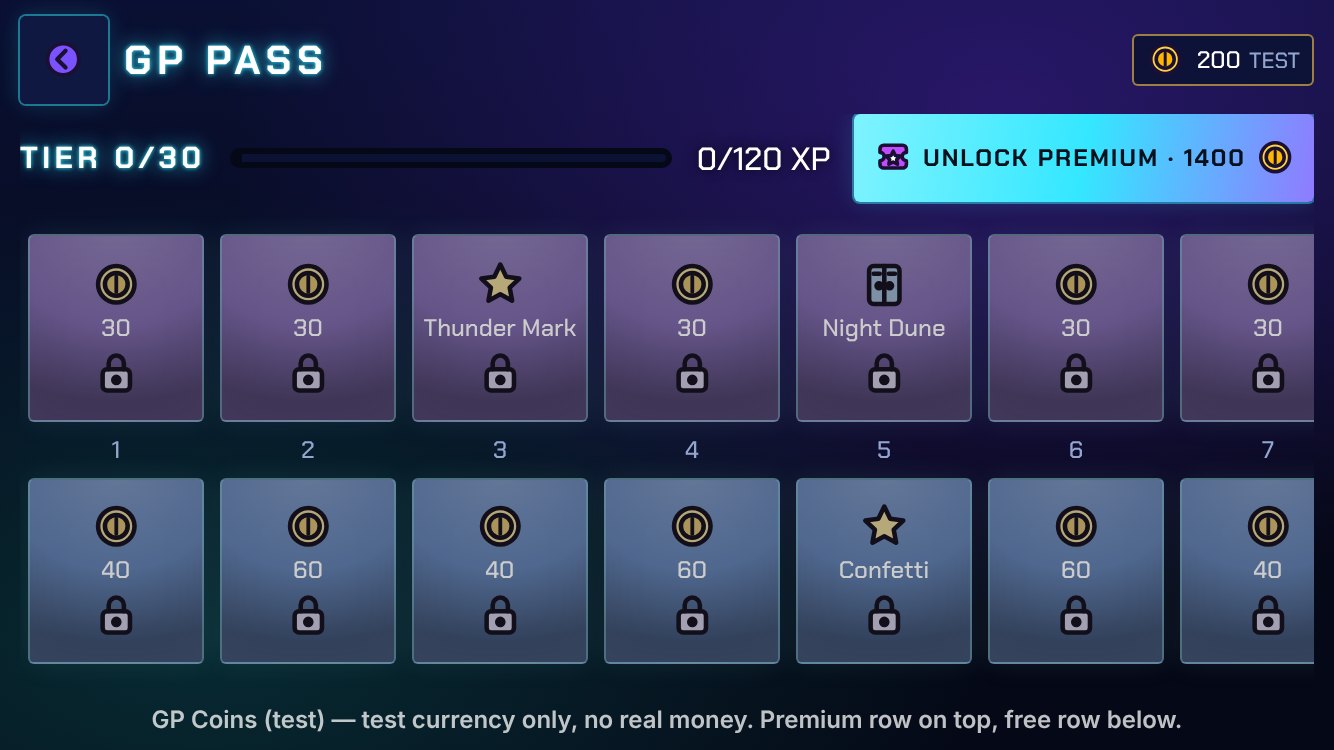 GP PASS
200 TEST
TIER 0/30
0/120 XP
UNLOCK PREMIUM · 1400
30
30
Thunder Mark
30
Night Dune
30
30
1
2
3
4
5
6
7
40
60
40
60
Confetti
60
40
GP Coins (test) — test currency only, no real money. Premium row on top, free row below.